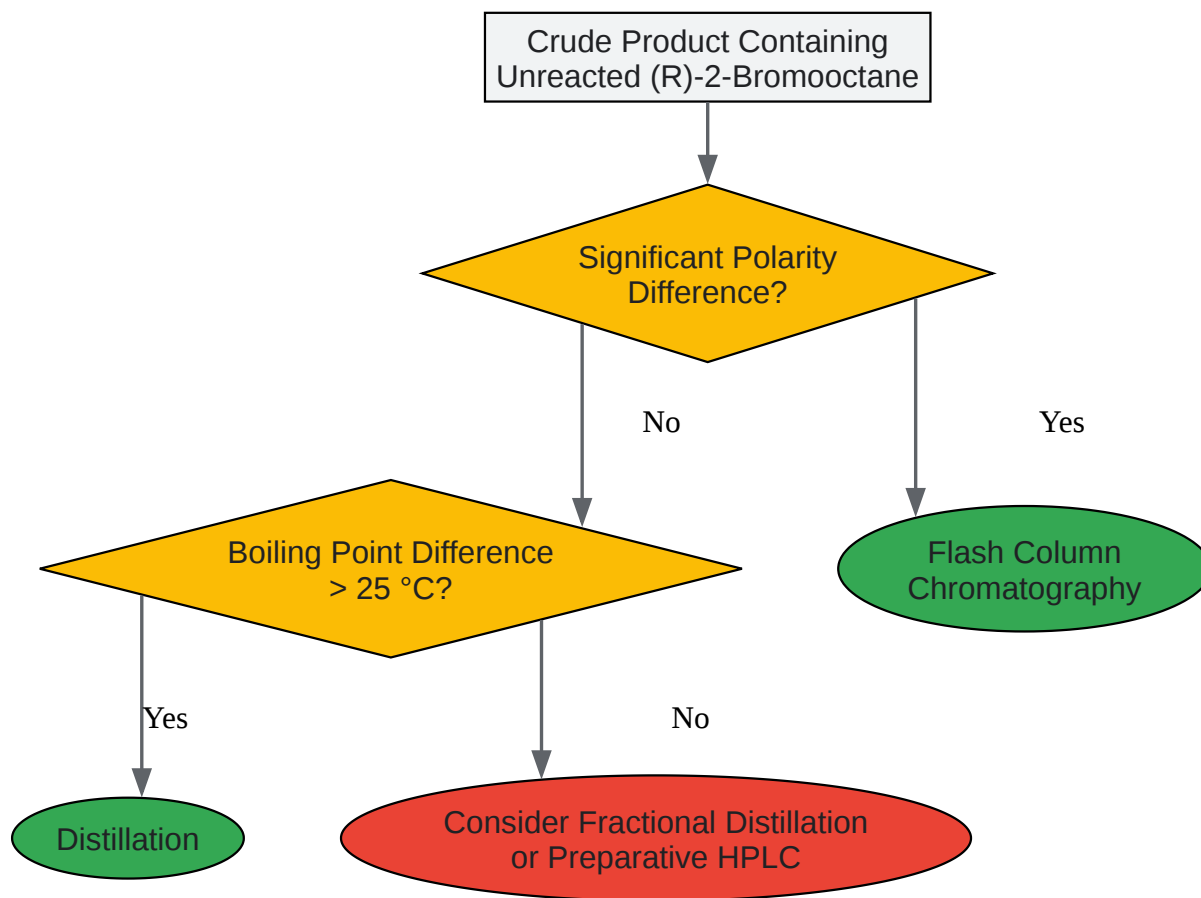 Crude Product Containing
Unreacted (R)-2-Bromooctane
Significant Polarity
Difference?
No
Yes
Boiling Point Difference
> 25 °C?
Flash Column
Chromatography
Yes
No
Distillation
Consider Fractional Distillation
or Preparative HPLC